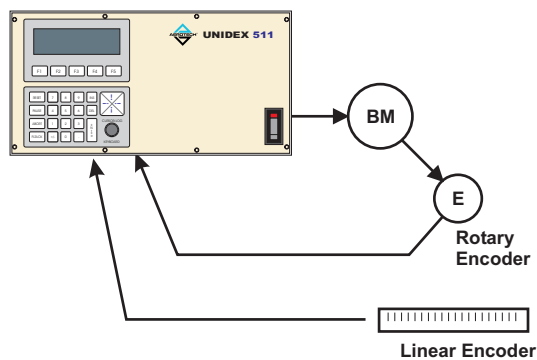 AEROTECH UNIDEX 511
F1 F2 F3 F4 F5
BM
E
Rotary
Encoder
Linear Encoder